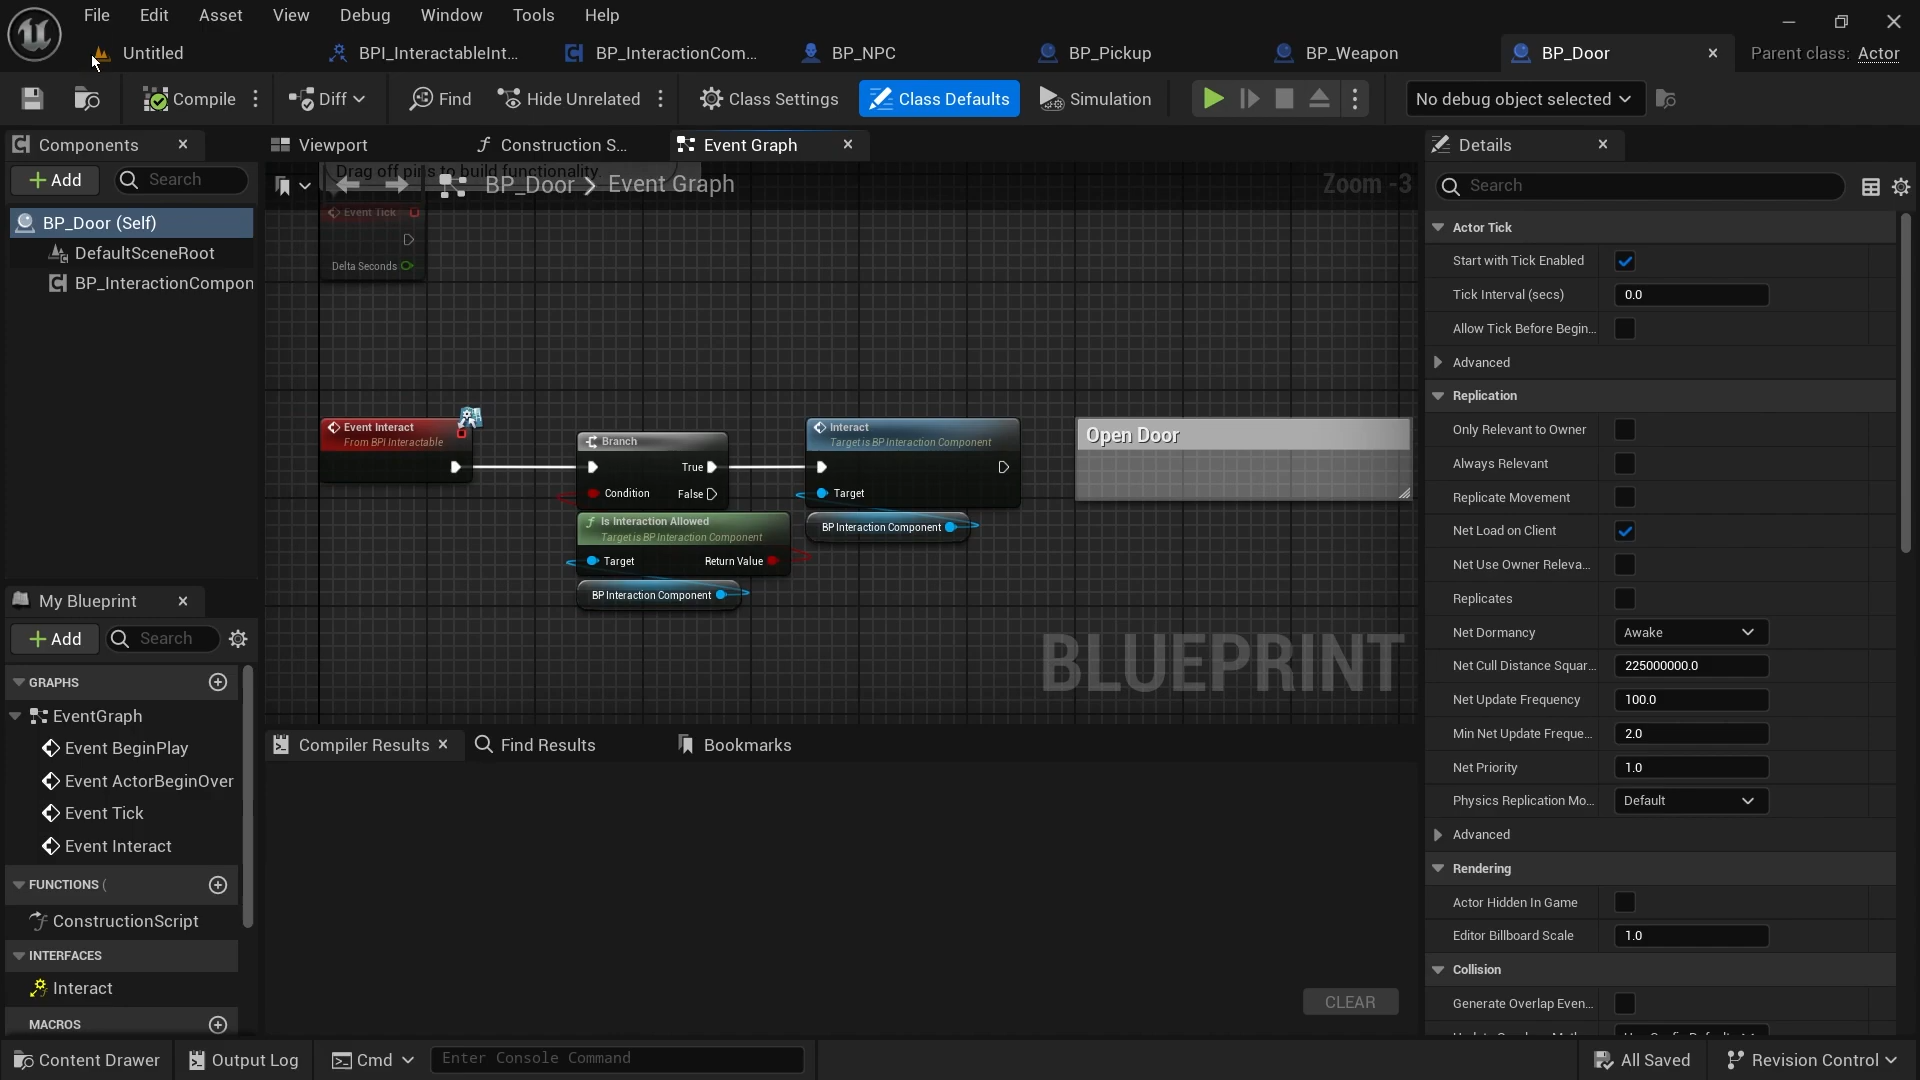 File Edit Asset View Debug Window Tools Help
Untitled BPI_InteractableInt... BP_InteractionCom... BP_NPC BP_Pickup BP_Weapon BP_Door Parent class: Actor
Compile Diff Find Hide Unrelated Class Settings Class Defaults Simulation No debug object selected
Components
Add Search
BP_Door (Self)
DefaultSceneRoot
BP_InteractionCompon
My Blueprint
Add Search
GRAPHS
EventGraph
Event BeginPlay
Event ActorBeginOver
Event Tick
Event Interact
FUNCTIONS (
ConstructionScript
INTERFACES
Interact
MACROS
Viewport Construction S... Event Graph
Drag off pins to build functionality.
BP_Door > Event Graph Zoom -3
Event Tick
Delta Seconds
Event Interact
From BPI Interactable
Branch
True
Condition False
Is Interaction Allowed
Target is BP Interaction Component
Target Return Value
BP Interaction Component
Interact
Target is BP Interaction Component
Target
BP Interaction Component
Open Door
BLUEPRINT
Compiler Results Find Results Bookmarks
CLEAR
Details
Search
Actor Tick
Start with Tick Enabled
Tick Interval (secs) 0.0
Allow Tick Before Begin...
Advanced
Replication
Only Relevant to Owner
Always Relevant
Replicate Movement
Net Load on Client
Net Use Owner Releva...
Replicates
Net Dormancy Awake
Net Cull Distance Squar... 225000000.0
Net Update Frequency 100.0
Min Net Update Freque... 2.0
Net Priority 1.0
Physics Replication Mo... Default
Advanced
Rendering
Actor Hidden In Game
Editor Billboard Scale 1.0
Collision
Generate Overlap Even...
Content Drawer Output Log Cmd Enter Console Command All Saved Revision Control